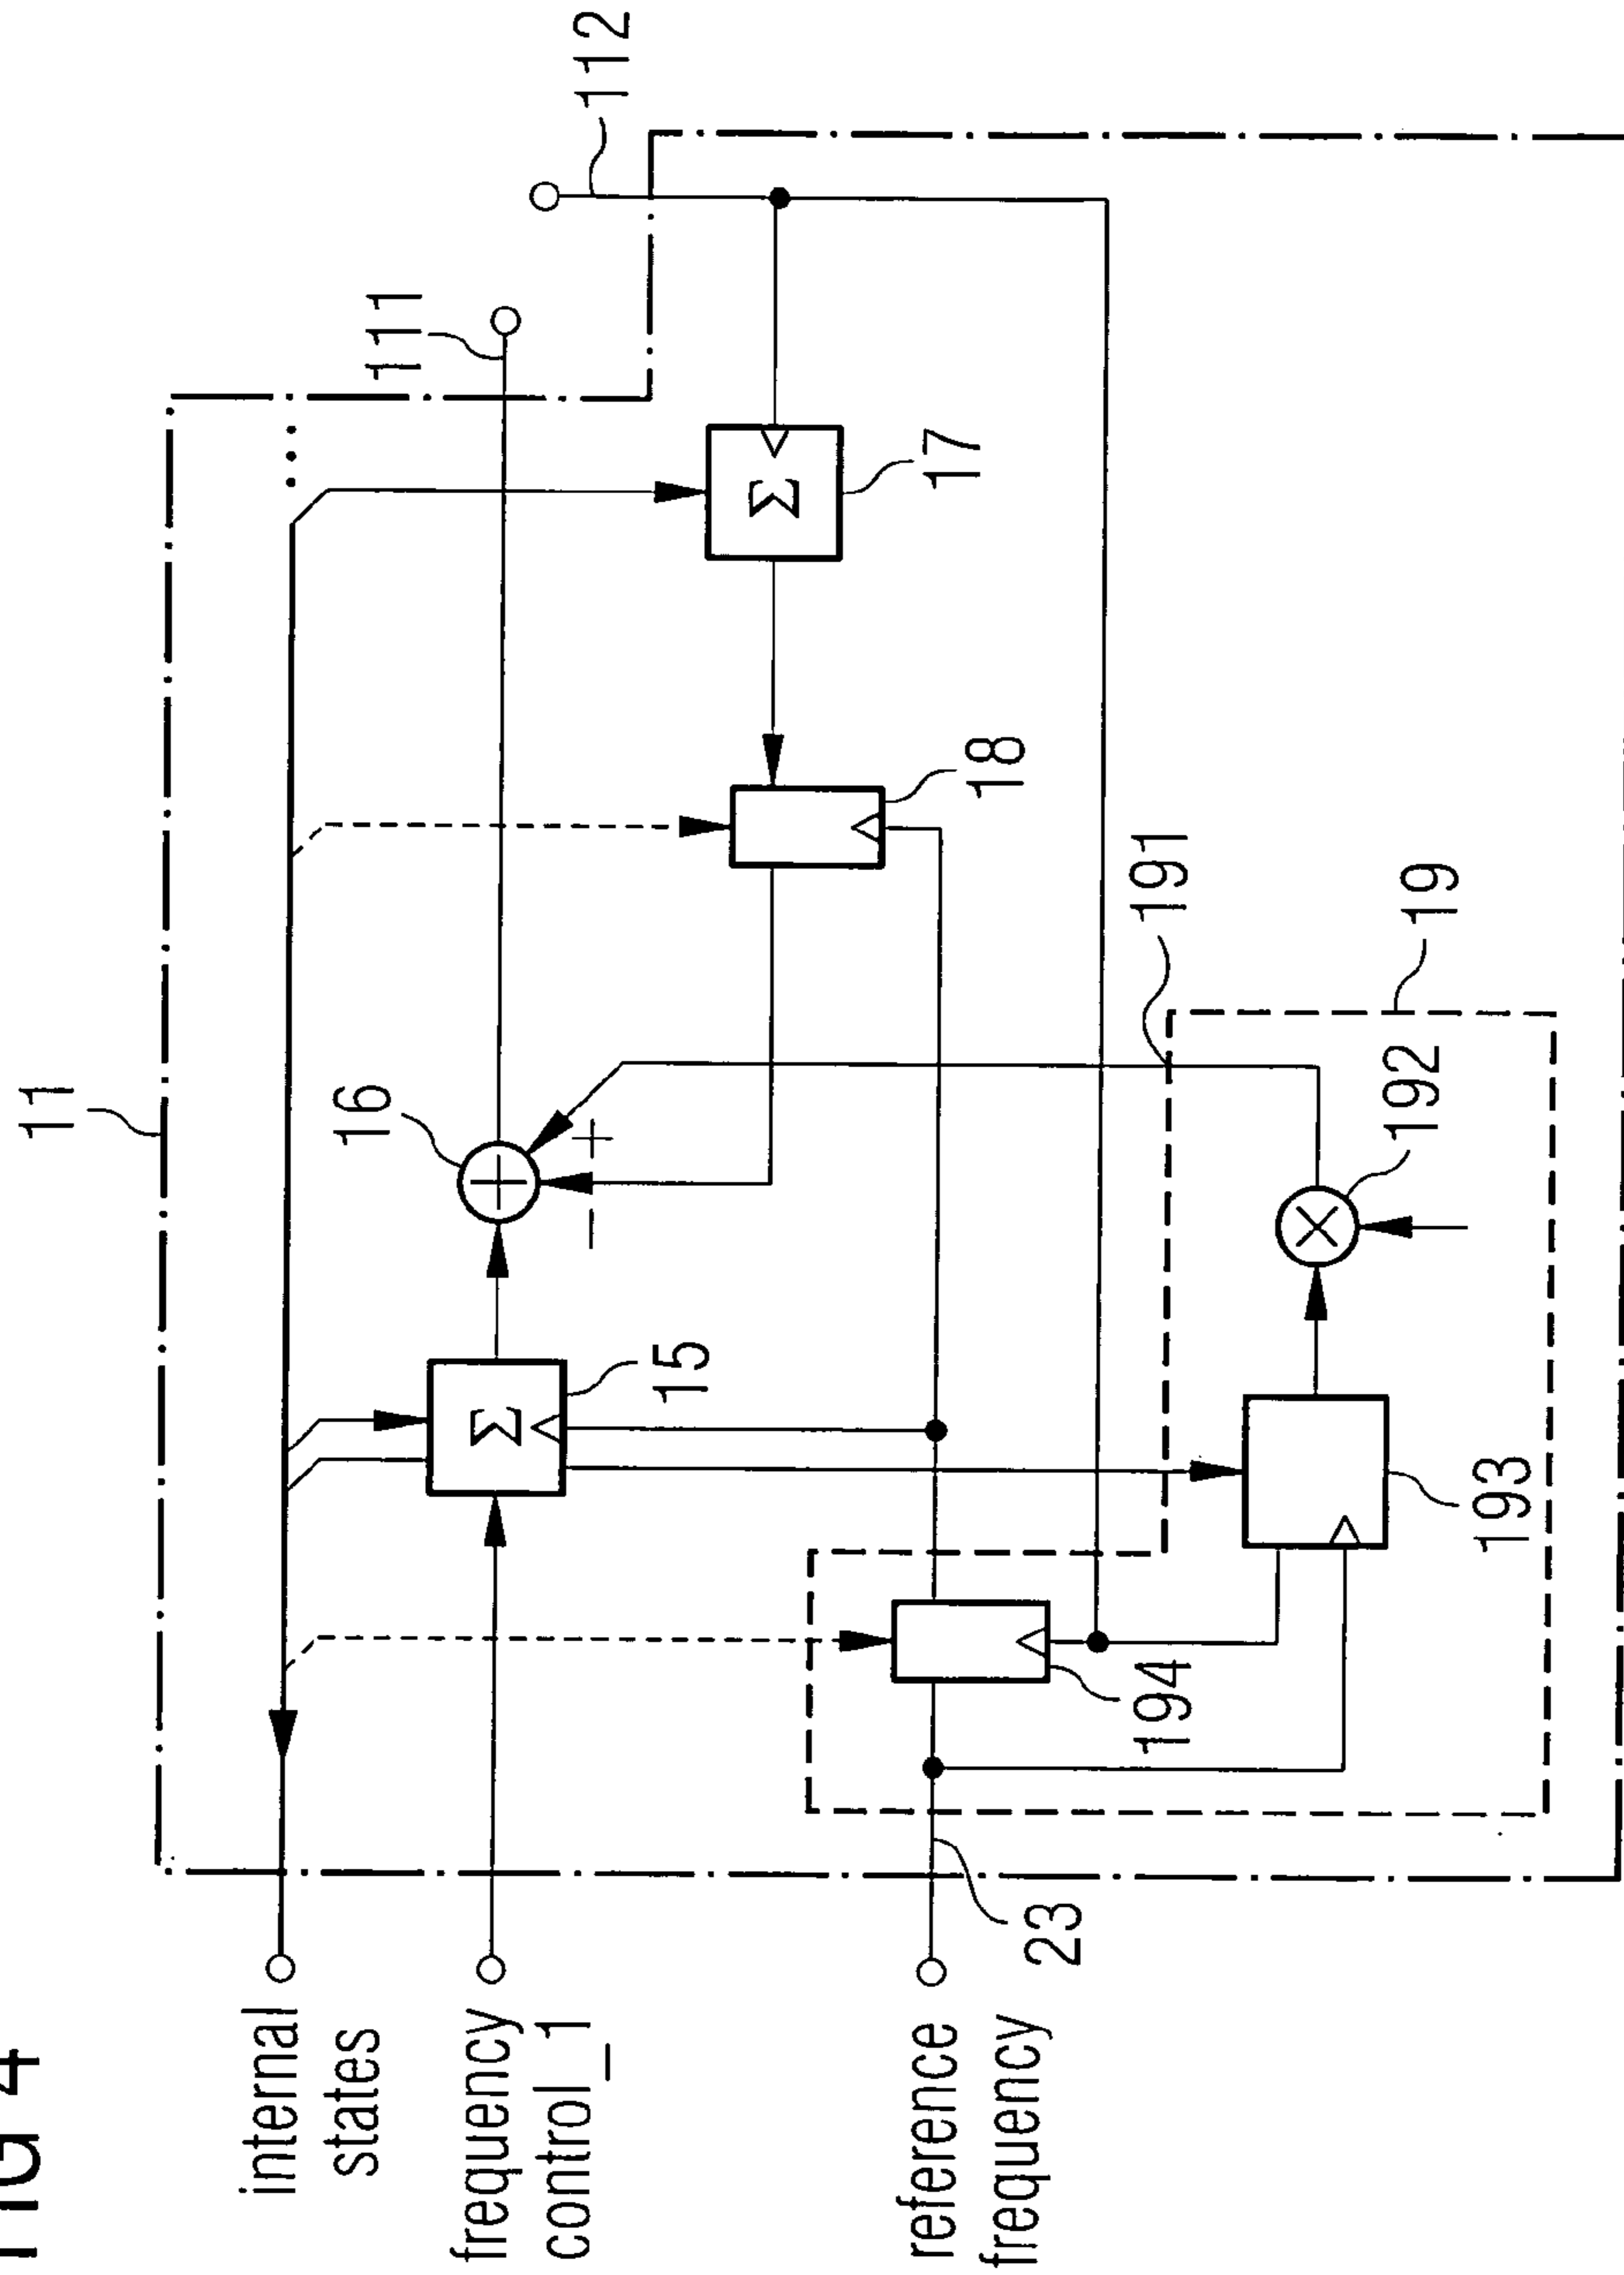 FIG 4
11
internal
states
frequency
control_1
reference
frequency
23
16
15
Σ
111
112
17
Σ
18
+
−
191
19
192
193
194